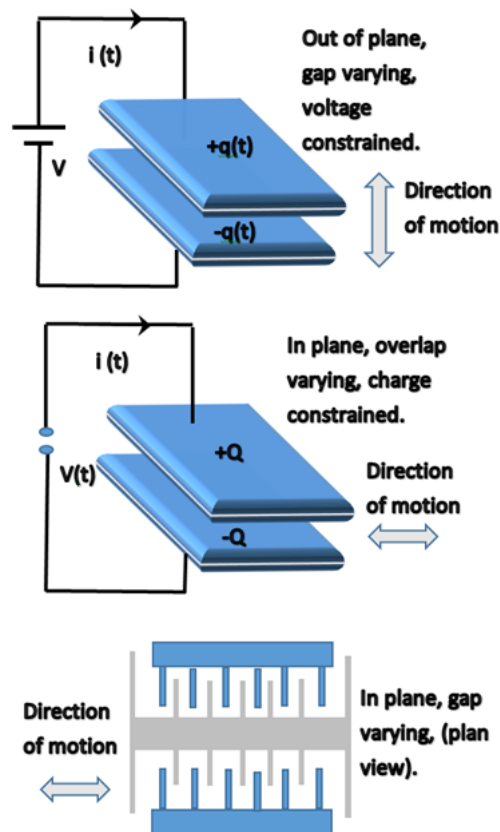 i (t)
Out of plane,
gap varying,
voltage
constrained.
+q(t)
V
-q(t)
Direction
of motion
i (t)
In plane, overlap
varying, charge
constrained.
+Q
V(t)
-Q
Direction
of motion
Direction
of motion
In plane, gap
varying, (plan
view).